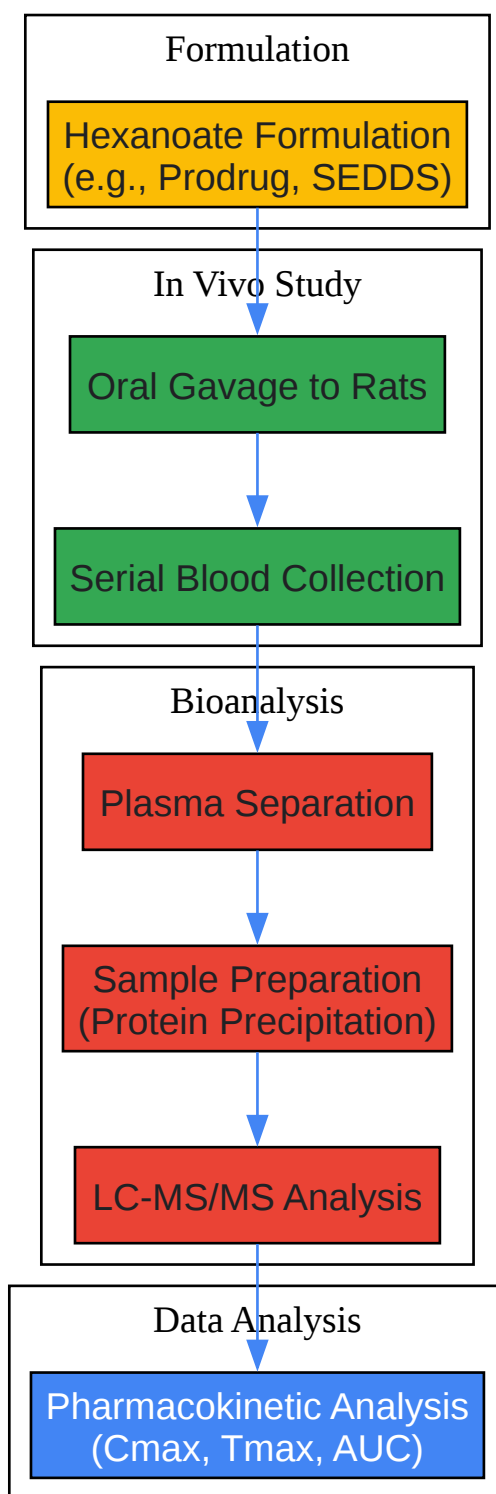 Formulation
Hexanoate Formulation
(e.g., Prodrug, SEDDS)
In Vivo Study
Oral Gavage to Rats
Serial Blood Collection
Bioanalysis
Plasma Separation
Sample Preparation
(Protein Precipitation)
LC-MS/MS Analysis
Data Analysis
Pharmacokinetic Analysis
(Cmax, Tmax, AUC)